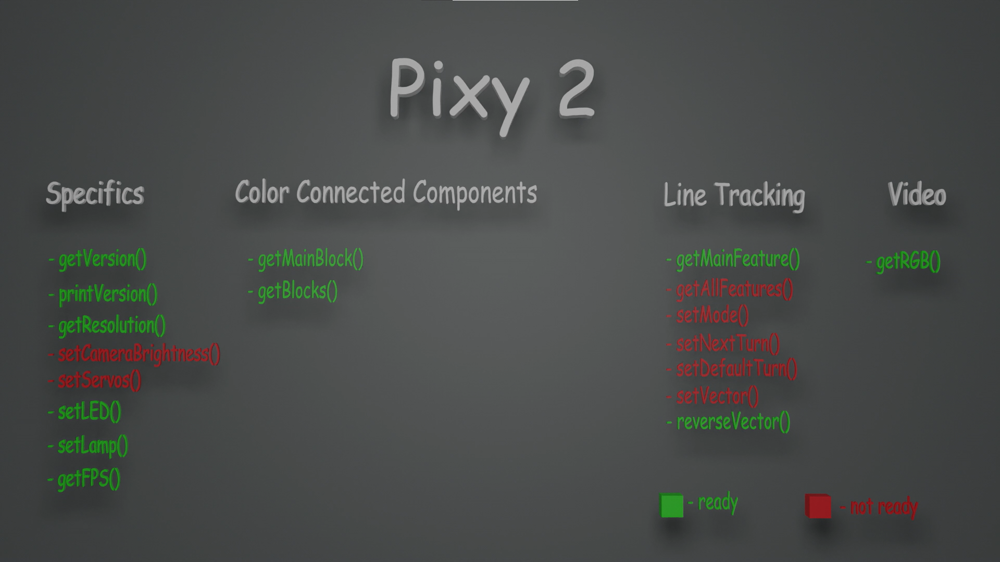 Pixy 2
Specifics
- getVersion()
- printVersion()
- getResolution()
- setCameraBrightness()
- setServos()
- setLED()
- setLamp()
- getFPS()
Color Connected Components
- getMainBlock()
- getBlocks()
Line Tracking
- getMainFeature()
- getAllFeatures()
- setMode()
- setNextTurn()
- setDefaultTurn()
- setVector()
- reverseVector()
Video
- getRGB()
- ready
- not ready